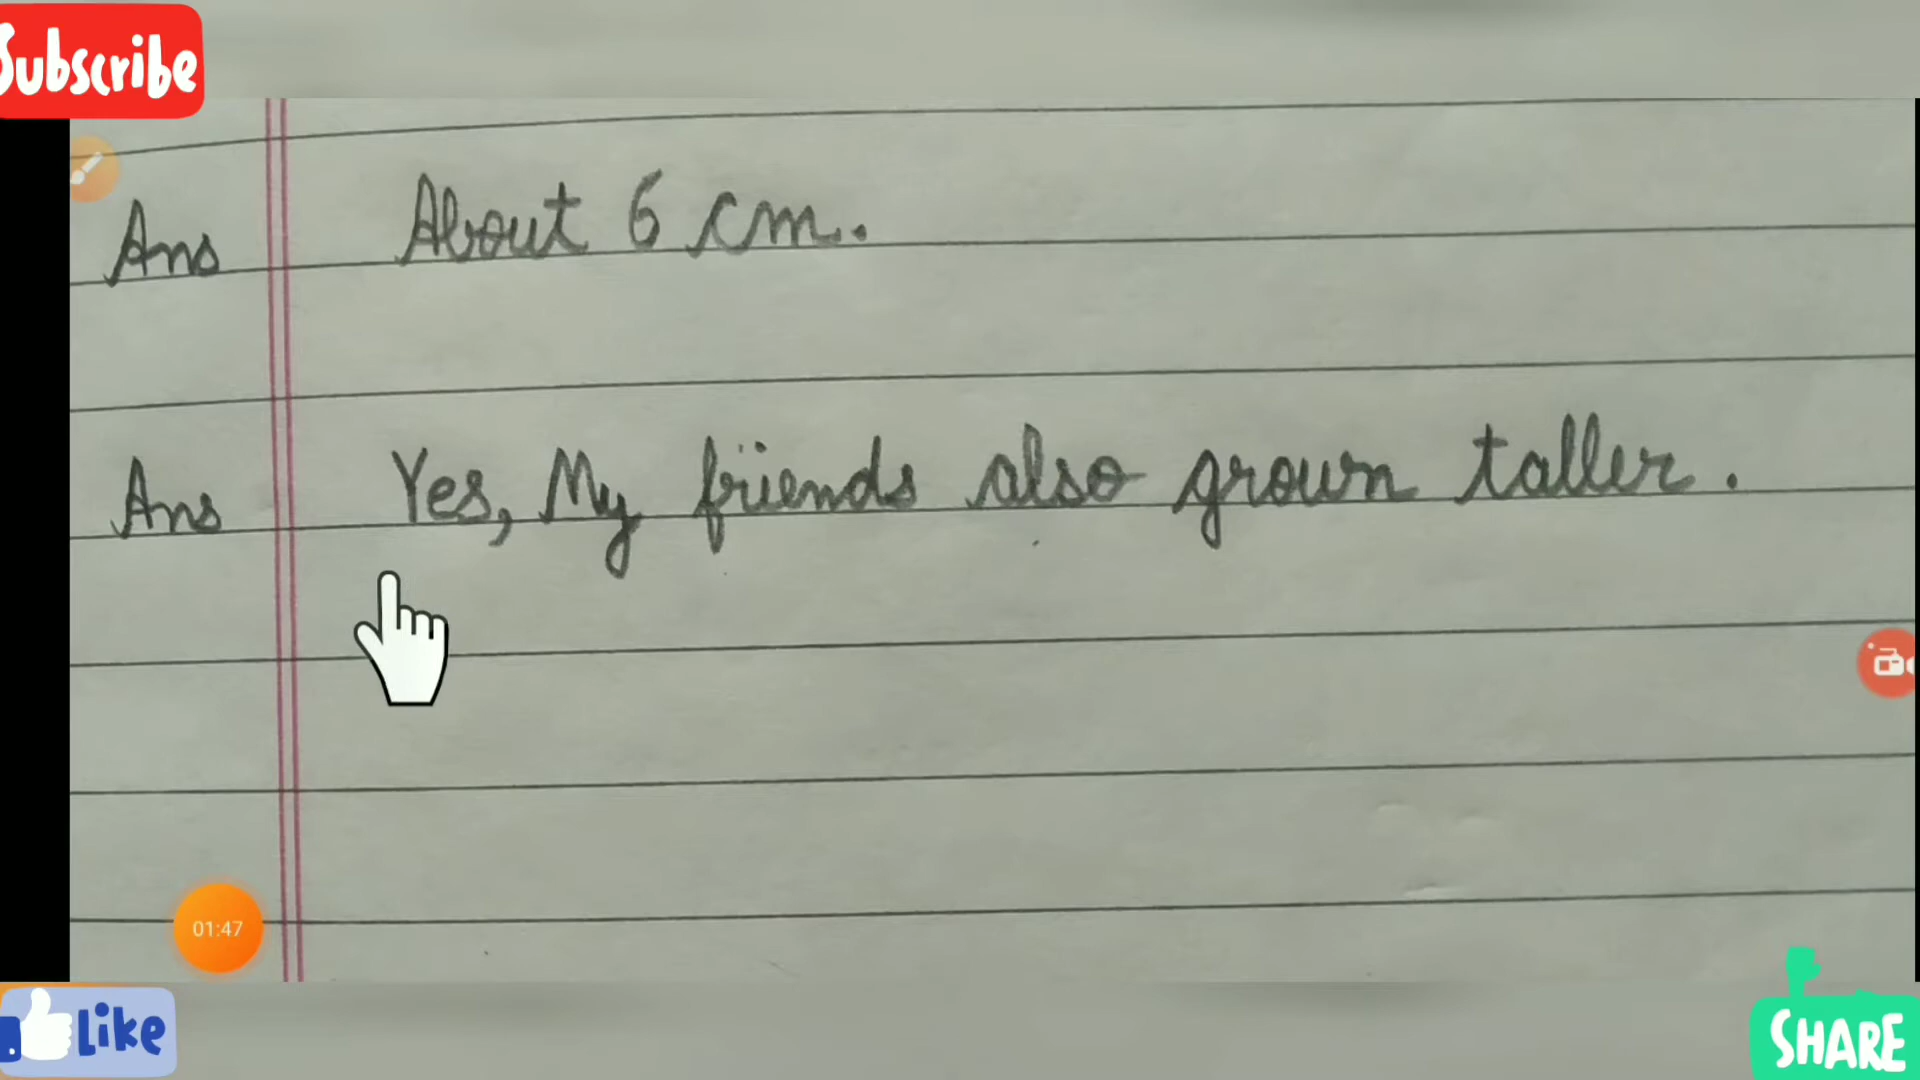 Subscribe
Ans About 6 cm.
Ans Yes, My friends also grown taller.
01:47
Like
SHARE